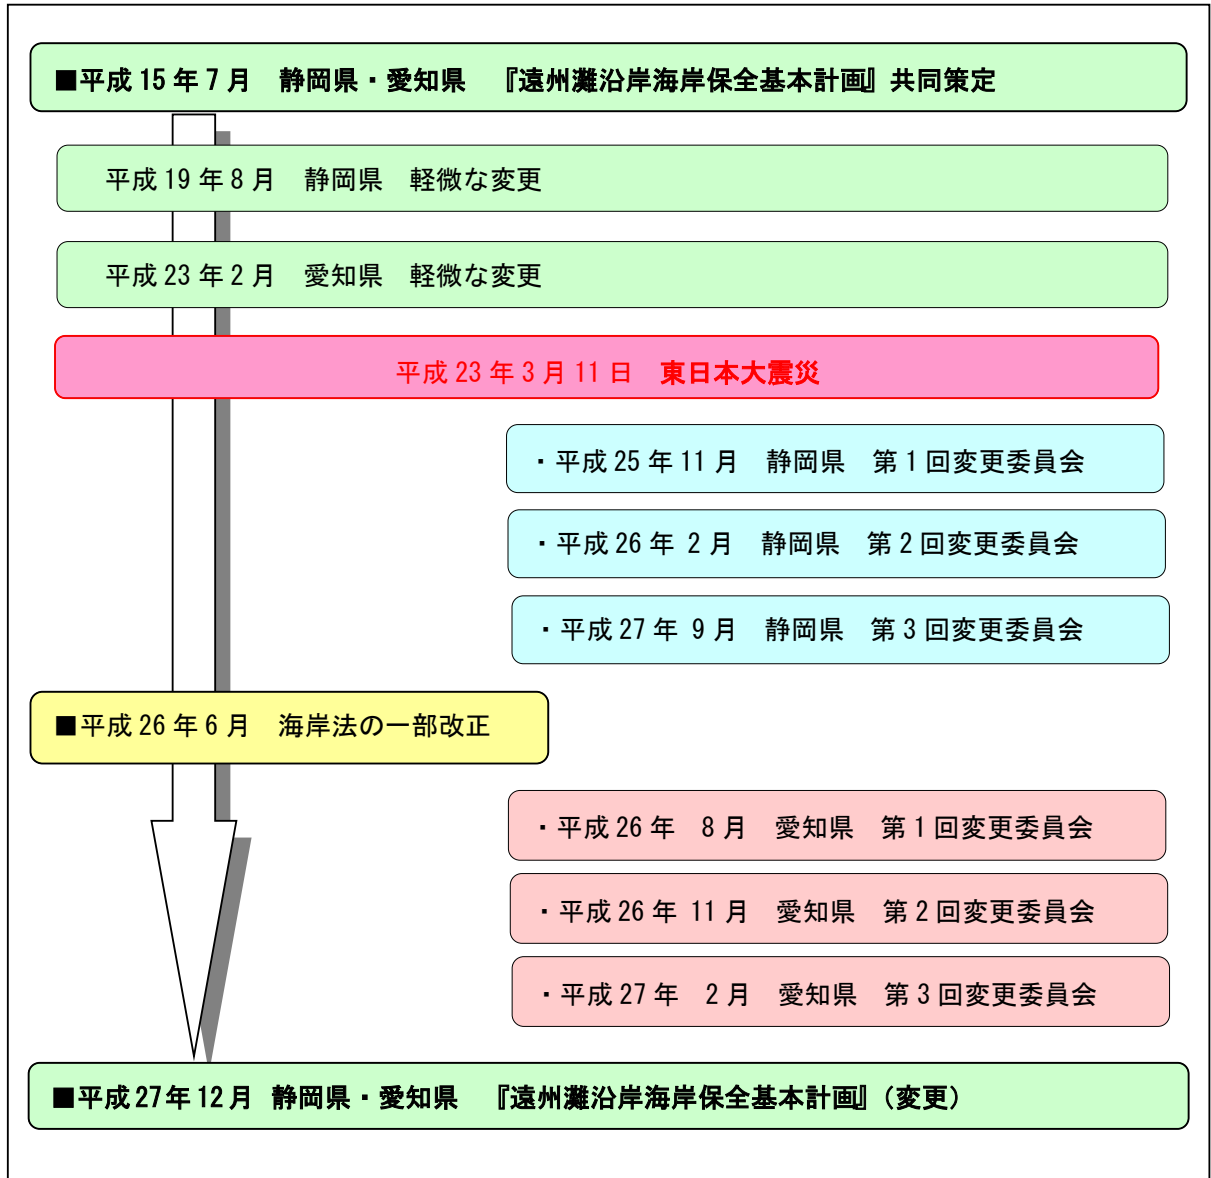 ■平成 15 年 7 月　静岡県・愛知県　『遠州灘沿岸海岸保全基本計画』共同策定
平成 19 年 8 月　静岡県　軽微な変更
平成 23 年 2 月　愛知県　軽微な変更
平成 23 年 3 月 11 日　東日本大震災
・平成 25 年 11 月　静岡県　第 1 回変更委員会
・平成 26 年 2 月　静岡県　第 2 回変更委員会
・平成 27 年 9 月　静岡県　第 3 回変更委員会
■平成 26 年 6 月　海岸法の一部改正
・平成 26 年　8 月　愛知県　第 1 回変更委員会
・平成 26 年 11 月　愛知県　第 2 回変更委員会
・平成 27 年　2 月　愛知県　第 3 回変更委員会
■平成 27 年 12 月 静岡県・愛知県　『遠州灘沿岸海岸保全基本計画』（変更）